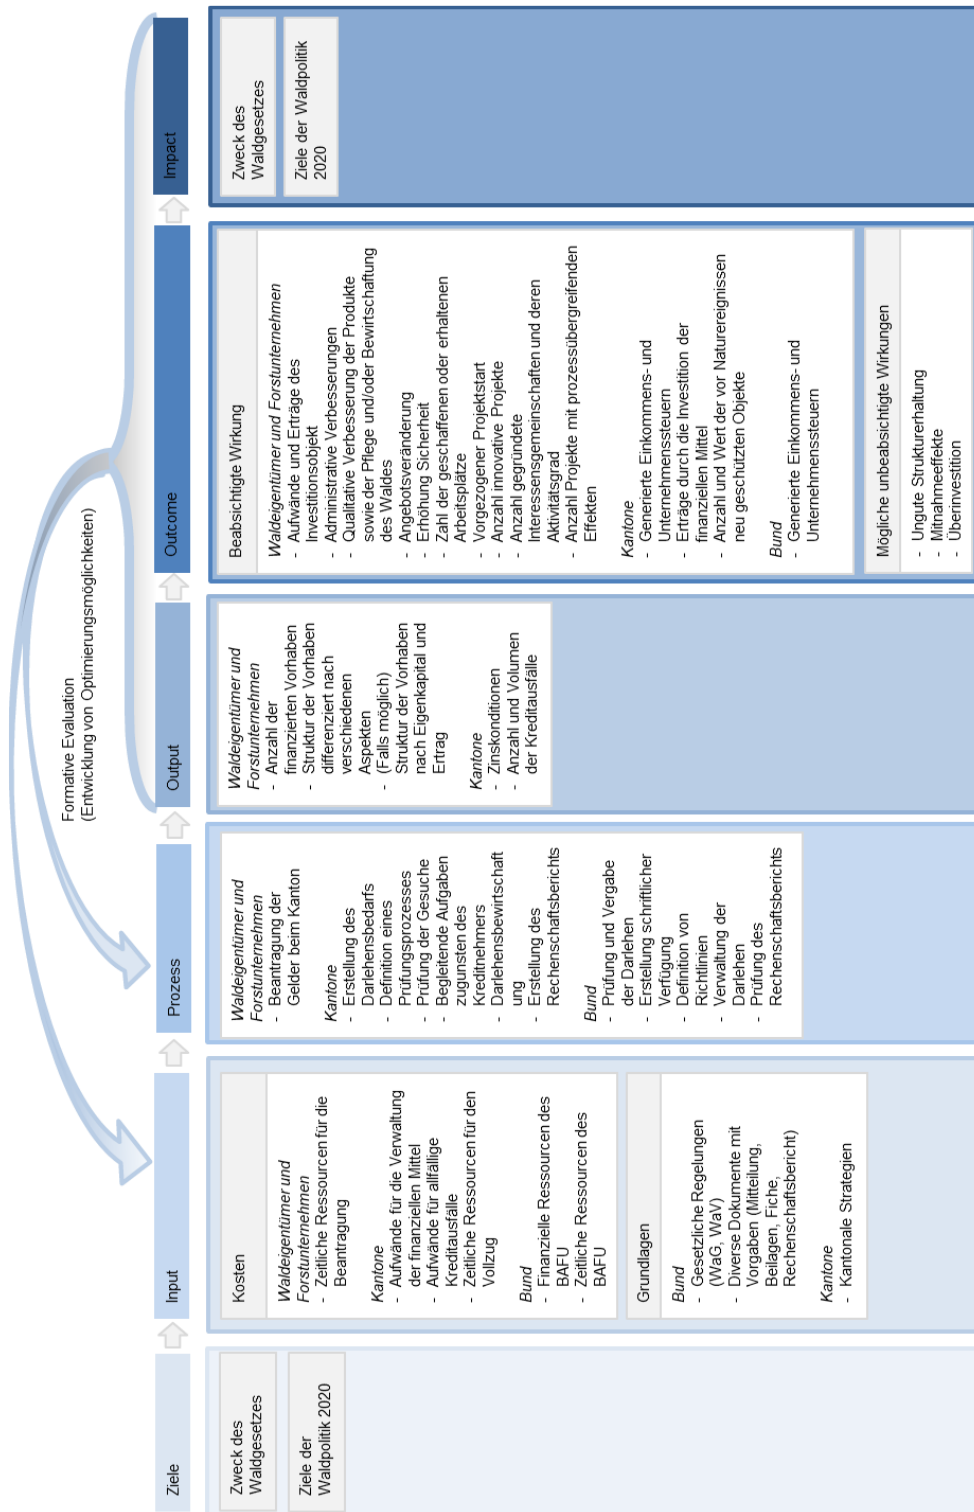 Formative Evaluation
(Entwicklung von Optimierungsmöglichkeiten)
Ziele
Zweck des
Waldgesetzes
Ziele der
Waldpolitik 2020
Input
Kosten
Waldeigentümer und
Forstunternehmen
- Zeitliche Ressourcen für die
Beantragung
Kantone
- Aufwände für die Verwaltung
der finanziellen Mittel
- Aufwände für allfällige
Kreditausfälle
- Zeitliche Ressourcen für den
Vollzug
Bund
- Finanzielle Ressourcen des
BAFU
- Zeitliche Ressourcen des
BAFU
Grundlagen
Bund
- Gesetzliche Regelungen
(WaG, WaV)
- Diverse Dokumente mit
Vorgaben (Mitteilung,
Beilagen, Fiche,
Rechenschaftsbericht)
Kantone
- Kantonale Strategien
Prozess
Waldeigentümer und
Forstunternehmen
- Beantragung der
Gelder beim Kanton
Kantone
- Erstellung des
Darlehensbedarfs
- Definition eines
Prüfungsprozesses
- Prüfung der Gesuche
- Begleitende Aufgaben
zugunsten des
Kreditnehmers
- Darlehensbewirtschaft
ung
- Erstellung des
Rechenschaftsberichts
Bund
- Prüfung und Vergabe
der Darlehen
- Erstellung schriftlicher
Verfügung
- Definition von
Richtlinien
- Verwaltung der
Darlehen
- Prüfung des
Rechenschaftsberichts
Output
Waldeigentümer und
Forstunternehmen
- Anzahl der
finanzierten Vorhaben
- Struktur der Vorhaben
differenziert nach
verschiedenen
Aspekten
- (Falls möglich)
Struktur der Vorhaben
nach Eigenkapital und
Ertrag
Kantone
- Zinskonditionen
- Anzahl und Volumen
der Kreditausfälle
Outcome
Beabsichtigte Wirkung
Waldeigentümer und Forstunternehmen
- Aufwände und Erträge des
Investitionsobjekt
- Administrative Verbesserungen
- Qualitative Verbesserung der Produkte
sowie der Pflege und/oder Bewirtschaftung
des Waldes
- Angebotsveränderung
- Erhöhung Sicherheit
- Zahl der geschaffenen oder erhaltenen
Arbeitsplätze
- Vorgezogener Projektstart
- Anzahl innovative Projekte
- Anzahl gegründete
Interessensgemeinschaften und deren
Aktivitätsgrad
- Anzahl Projekte mit prozessübergreifenden
Effekten
Kantone
- Generierte Einkommens- und
Unternehmenssteuern
- Erträge durch die Investition der
finanziellen Mittel
- Anzahl und Wert der vor Naturereignissen
neu geschützten Objekte
Bund
- Generierte Einkommens- und
Unternehmenssteuern
Mögliche unbeabsichtigte Wirkungen
- Ungute Strukturerhaltung
- Mitnahmeeffekte
- Überinvestition
Impact
Zweck des
Waldgesetzes
Ziele der Waldpolitik
2020